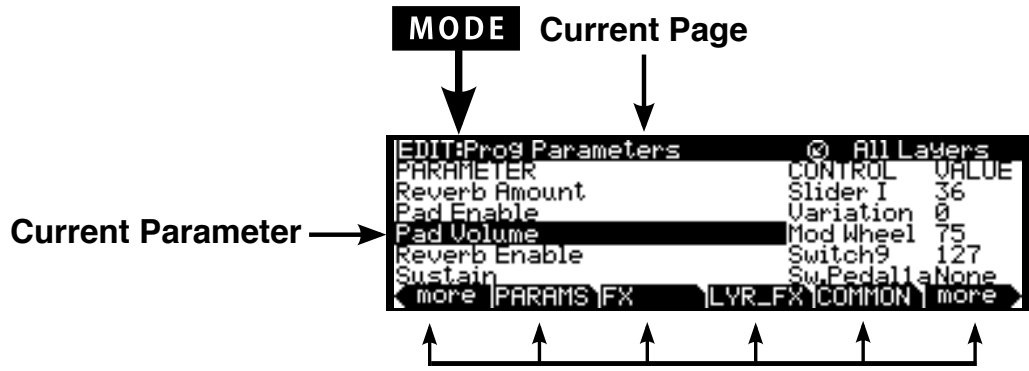 MODE Current Page
EDIT:Prog Parameters All Layers
PARAMETER CONTROL VALUE
Reverb Amount Slider I 36
Pad Enable Variation 0
Current Parameter Pad Volume Mod Wheel 75
Reverb Enable Switch9 127
Sustain Sw.Pedal1a None
more PARAMS FX LYR_FX COMMON more